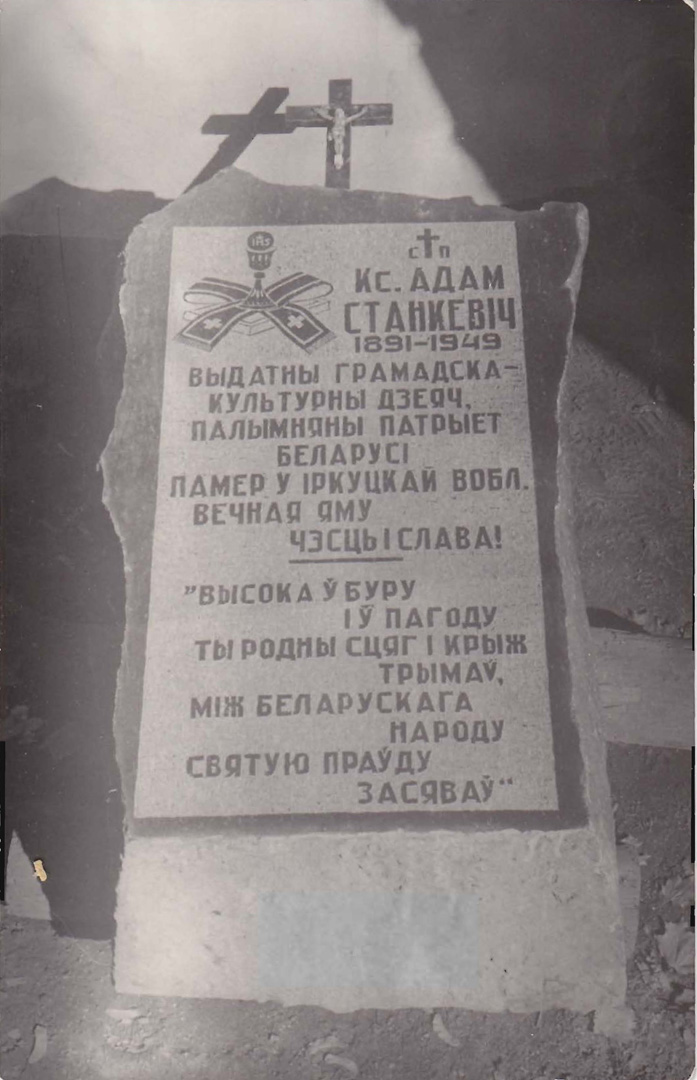 IHS
с п
Кс. АДАМ
СТАНКЕВІЧ
1891-1949
ВЫДАТНЫ ГРАМАДСКА-
КУЛЬТУРНЫ ДЗЕЯЧ,
ПАЛЫМНЯНЫ ПАТРЫЕТ
БЕЛАРУСІ
ПАМЕР У ІРКУЦКАЙ ВОБЛ.
ВЕЧНАЯ ЯМУ
ЧЭСЦЬ І СЛАВА!
"ВЫСОКА Ў БУРУ
І Ў ПАГОДУ
ТЫ РОДНЫ СЦЯГ І КРЫЖ
ТРЫМАЎ,
МІЖ БЕЛАРУСКАГА
НАРОДУ
СВЯТУЮ ПРАЎДУ
ЗАСЯВАЎ"